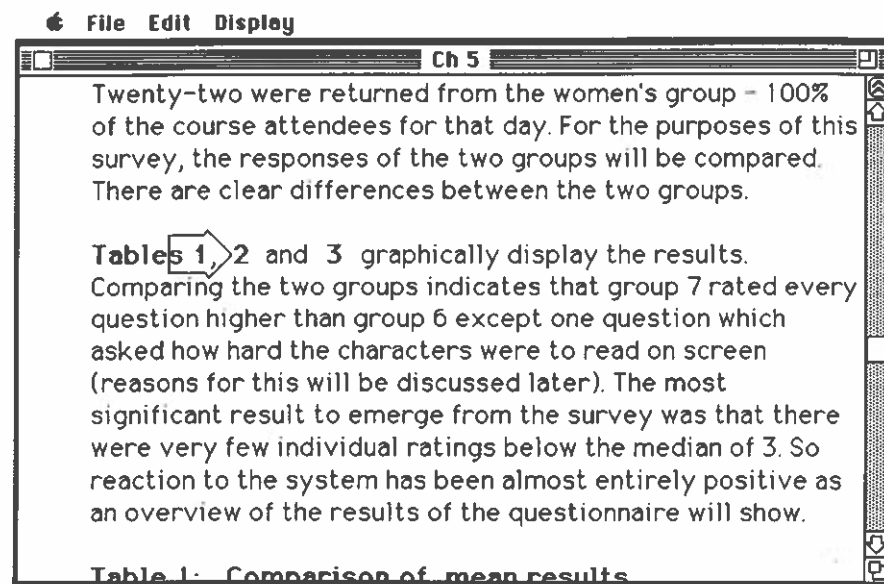 File Edit Display
Ch 5
Twenty-two were returned from the women's group - 100%
of the course attendees for that day. For the purposes of this
survey, the responses of the two groups will be compared.
There are clear differences between the two groups.
Tables 1, 2 and 3 graphically display the results.
Comparing the two groups indicates that group 7 rated every
question higher than group 6 except one question which
asked how hard the characters were to read on screen
(reasons for this will be discussed later). The most
significant result to emerge from the survey was that there
were very few individual ratings below the median of 3. So
reaction to the system has been almost entirely positive as
an overview of the results of the questionnaire will show.
Table 1: Comparison of mean results